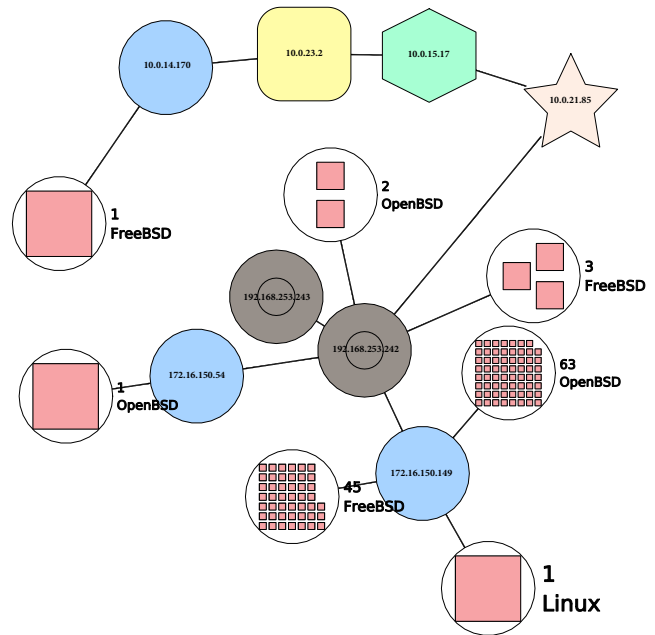 10.0.14.170
10.0.23.2
10.0.15.17
10.0.21.85
1
FreeBSD
2
OpenBSD
3
FreeBSD
192.168.253.243
192.168.253.242
172.16.150.54
1
OpenBSD
63
OpenBSD
172.16.150.149
45
FreeBSD
1
Linux